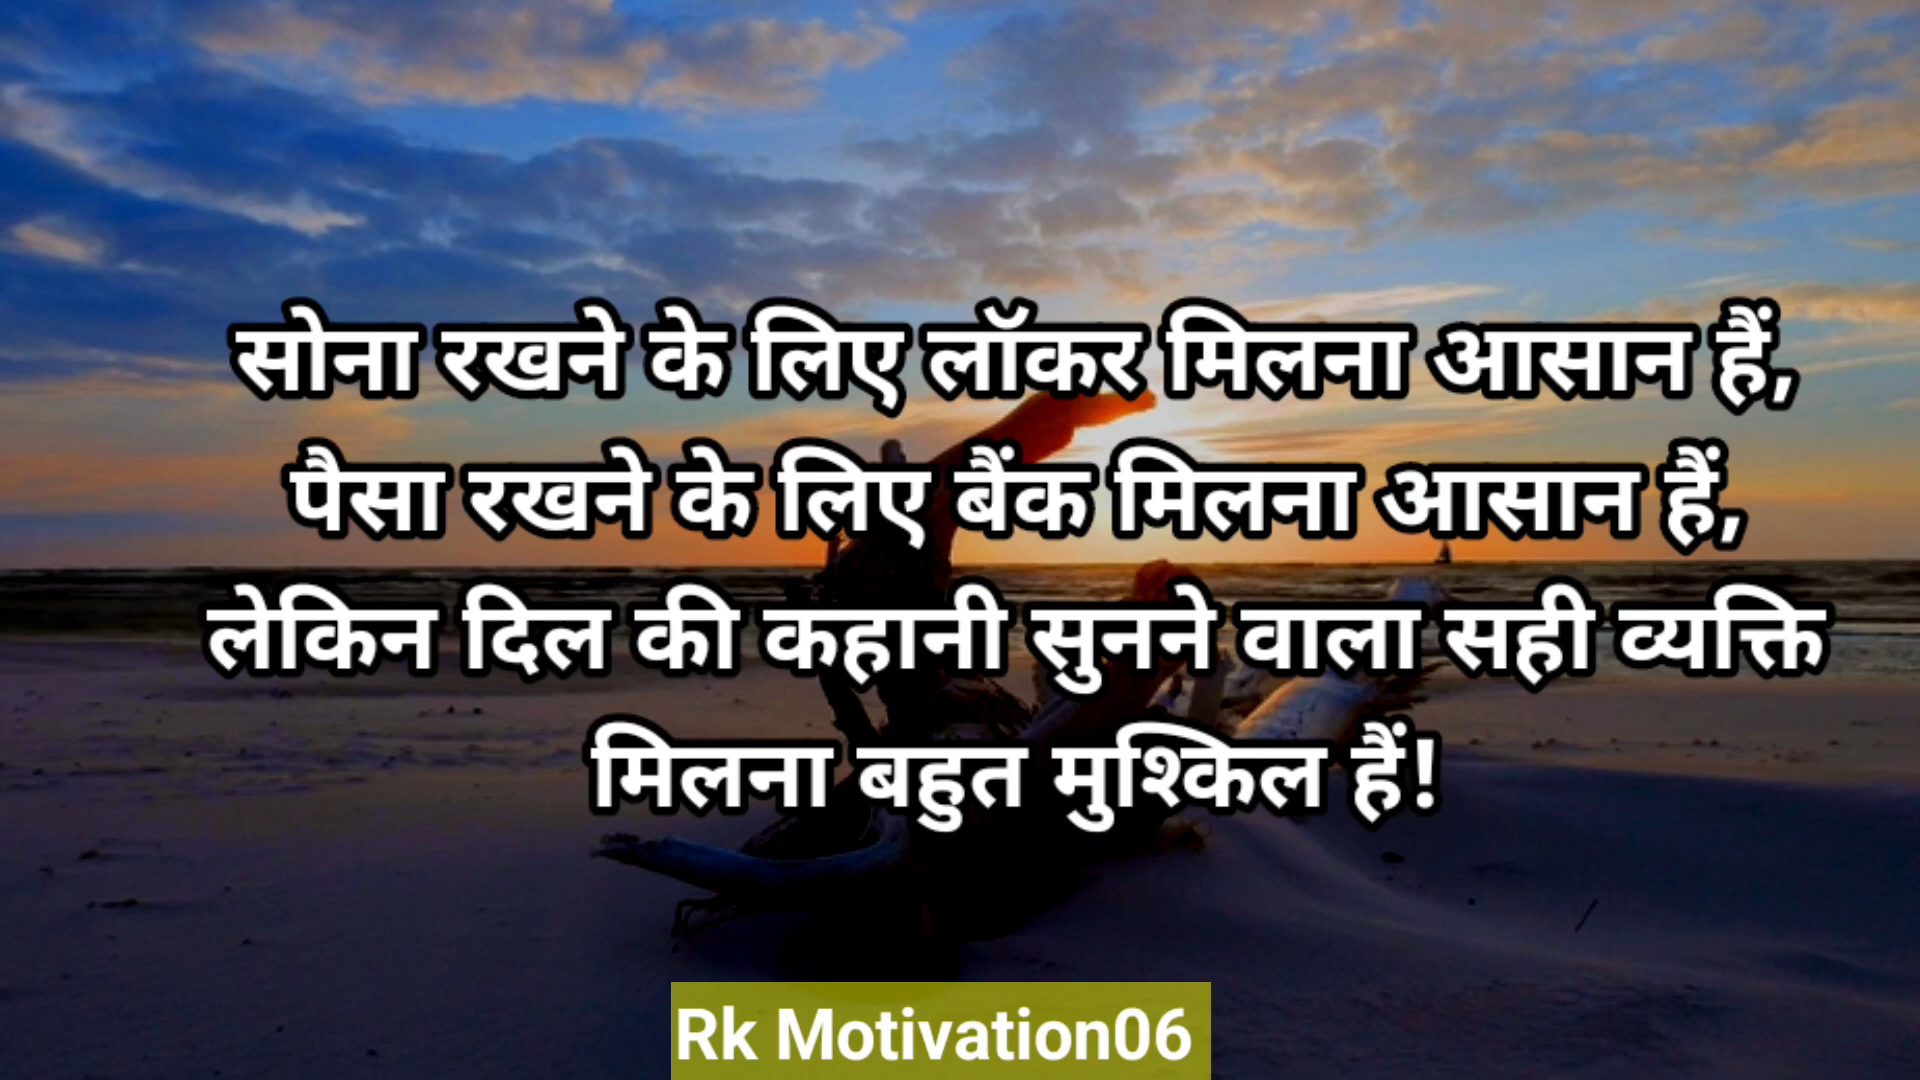 सोना रखने के लिए लॉकर मिलना आसान हैं,
पैसा रखने के लिए बैंक मिलना आसान हैं,
लेकिन दिल की कहानी सुनने वाला सही व्यक्ति
मिलना बहुत मुश्किल हैं!
Rk Motivation06